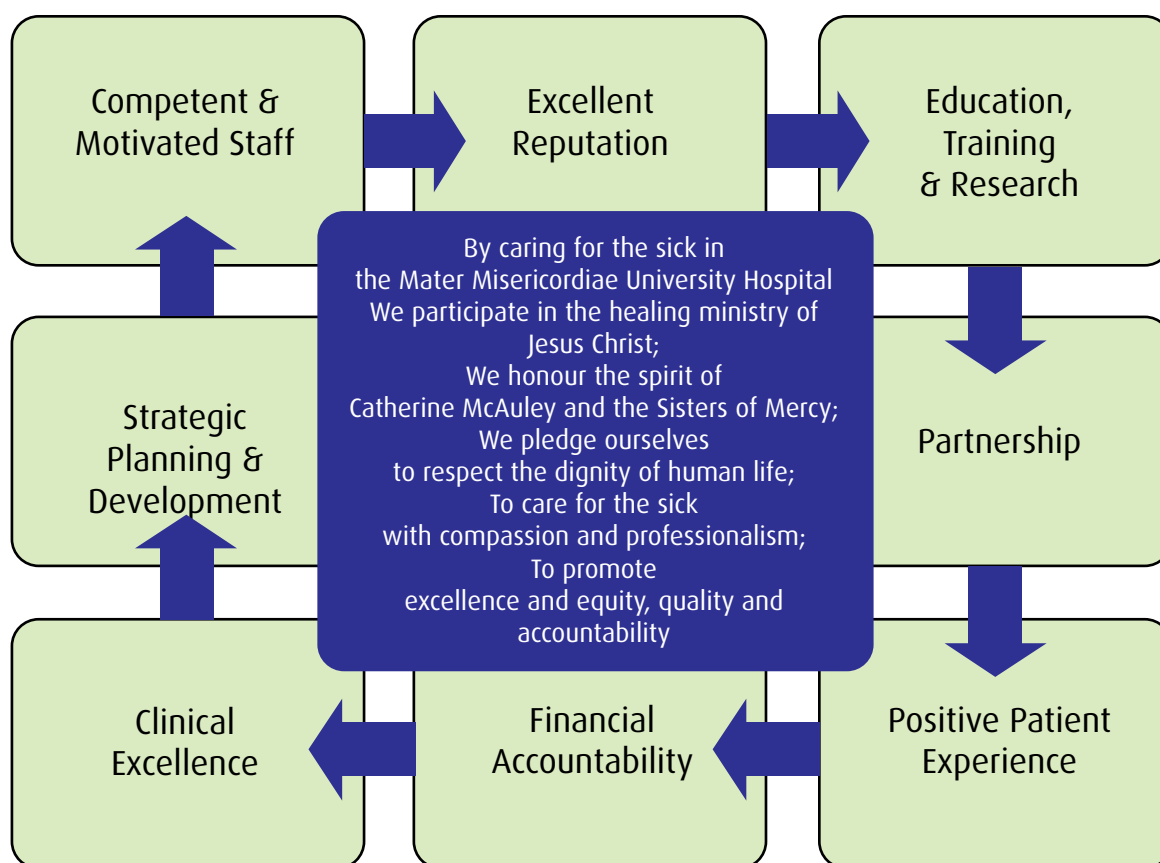 Competent &
Motivated Staff
Excellent
Reputation
Education,
Training
& Research
By caring for the sick in
the Mater Misericordiae University Hospital
We participate in the healing ministry of
Jesus Christ;
We honour the spirit of
Catherine McAuley and the Sisters of Mercy;
We pledge ourselves
to respect the dignity of human life;
To care for the sick
with compassion and professionalism;
To promote
excellence and equity, quality and
accountability
Strategic
Planning &
Development
Partnership
Clinical
Excellence
Financial
Accountability
Positive Patient
Experience